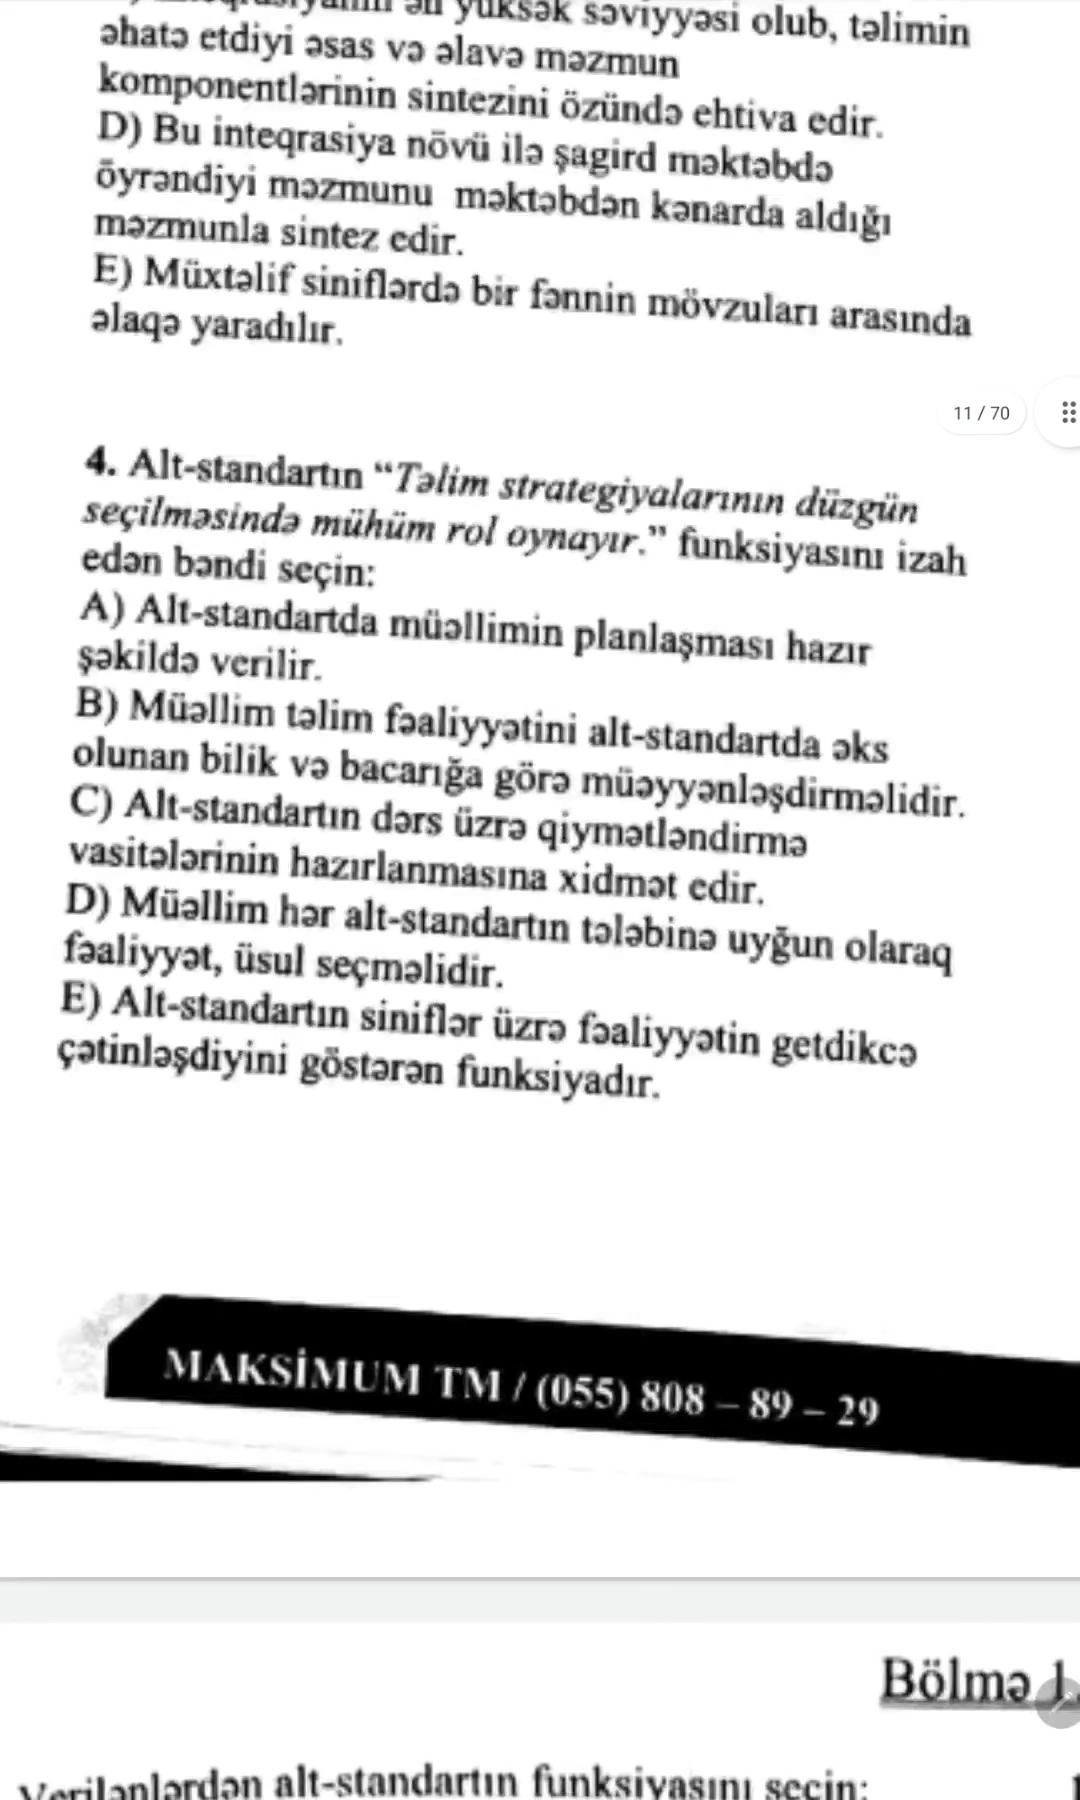 yüksək səviyyəsi olub, təlimin
əhatə etdiyi əsas və əlavə məzmun
komponentlərinin sintezini özündə ehtiva edir.
D) Bu inteqrasiya növü ilə şagird məktəbdə
öyrəndiyi məzmunu məktəbdən kənarda aldığı
məzmunla sintez edir.
E) Müxtəlif siniflərdə bir fənnin mövzuları arasında
əlaqə yaradılır.
11 / 70
4. Alt-standartın “Təlim strategiyalarının düzgün
seçilməsində mühüm rol oynayır.” funksiyasını izah
edən bəndi seçin:
A) Alt-standartda müəllimin planlaşması hazır
şəkildə verilir.
B) Müəllim təlim fəaliyyətini alt-standartda əks
olunan bilik və bacarığa görə müəyyənləşdirməlidir.
C) Alt-standartın dərs üzrə qiymətləndirmə
vasitələrinin hazırlanmasına xidmət edir.
D) Müəllim hər alt-standartın tələbinə uyğun olaraq
fəaliyyət, üsul seçməlidir.
E) Alt-standartın siniflər üzrə fəaliyyətin getdikcə
çətinləşdiyini göstərən funksiyadır.
MAKSİMUM TM / (055) 808 – 89 – 29
Bölmə 1.
Verilənlərdən alt-standartın funksiyasını seçin: